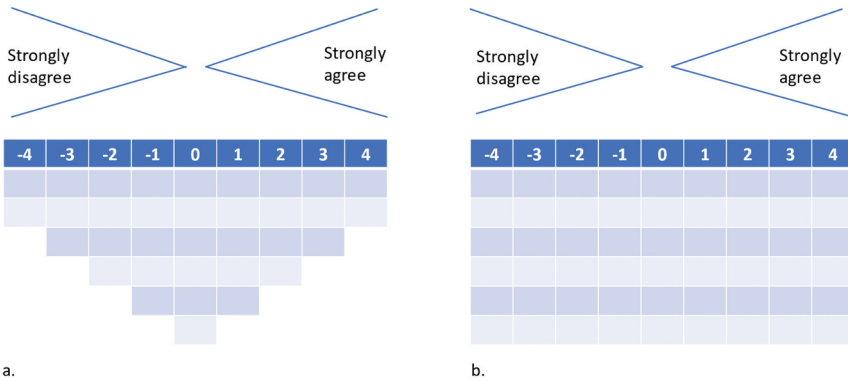 Strongly
disagree
Strongly
agree
-4 -3 -2 -1 0 1 2 3 4
a.
Strongly
disagree
Strongly
agree
-4 -3 -2 -1 0 1 2 3 4
b.